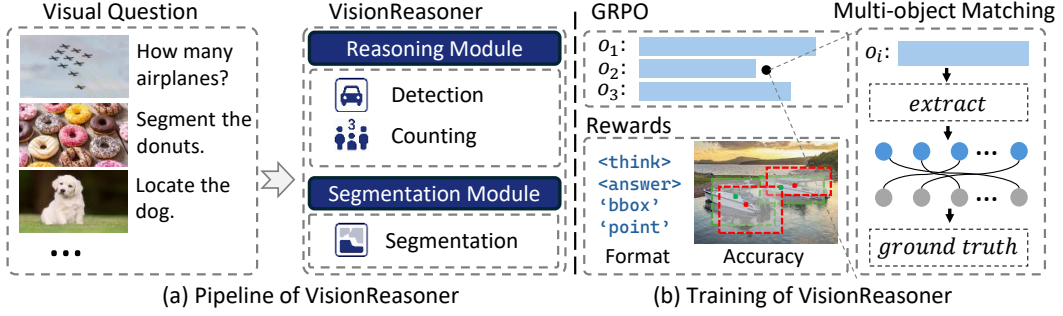 Visual Question
How many
airplanes?
Segment the
donuts.
Locate the
dog.
...
VisionReasoner
Reasoning Module
Detection
3
Counting
Segmentation Module
Segmentation
(a) Pipeline of VisionReasoner
GRPO
o1:
o2:
o3:
Rewards
<think>
<answer>
‘bbox’
‘point’
Format
Accuracy
Multi-object Matching
oi:
extract
...
...
ground truth
(b) Training of VisionReasoner